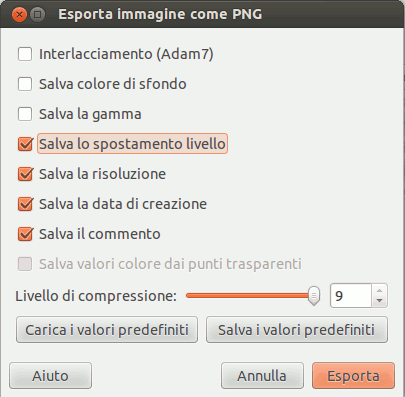 Esporta immagine come PNG
Interlacciamento (Adam7)
Salva colore di sfondo
Salva la gamma
Salva lo spostamento livello
Salva la risoluzione
Salva la data di creazione
Salva il commento
Salva valori colore dai punti trasparenti
Livello di compressione: 9
Carica i valori predefiniti Salva i valori predefiniti
Aiuto Annulla Esporta